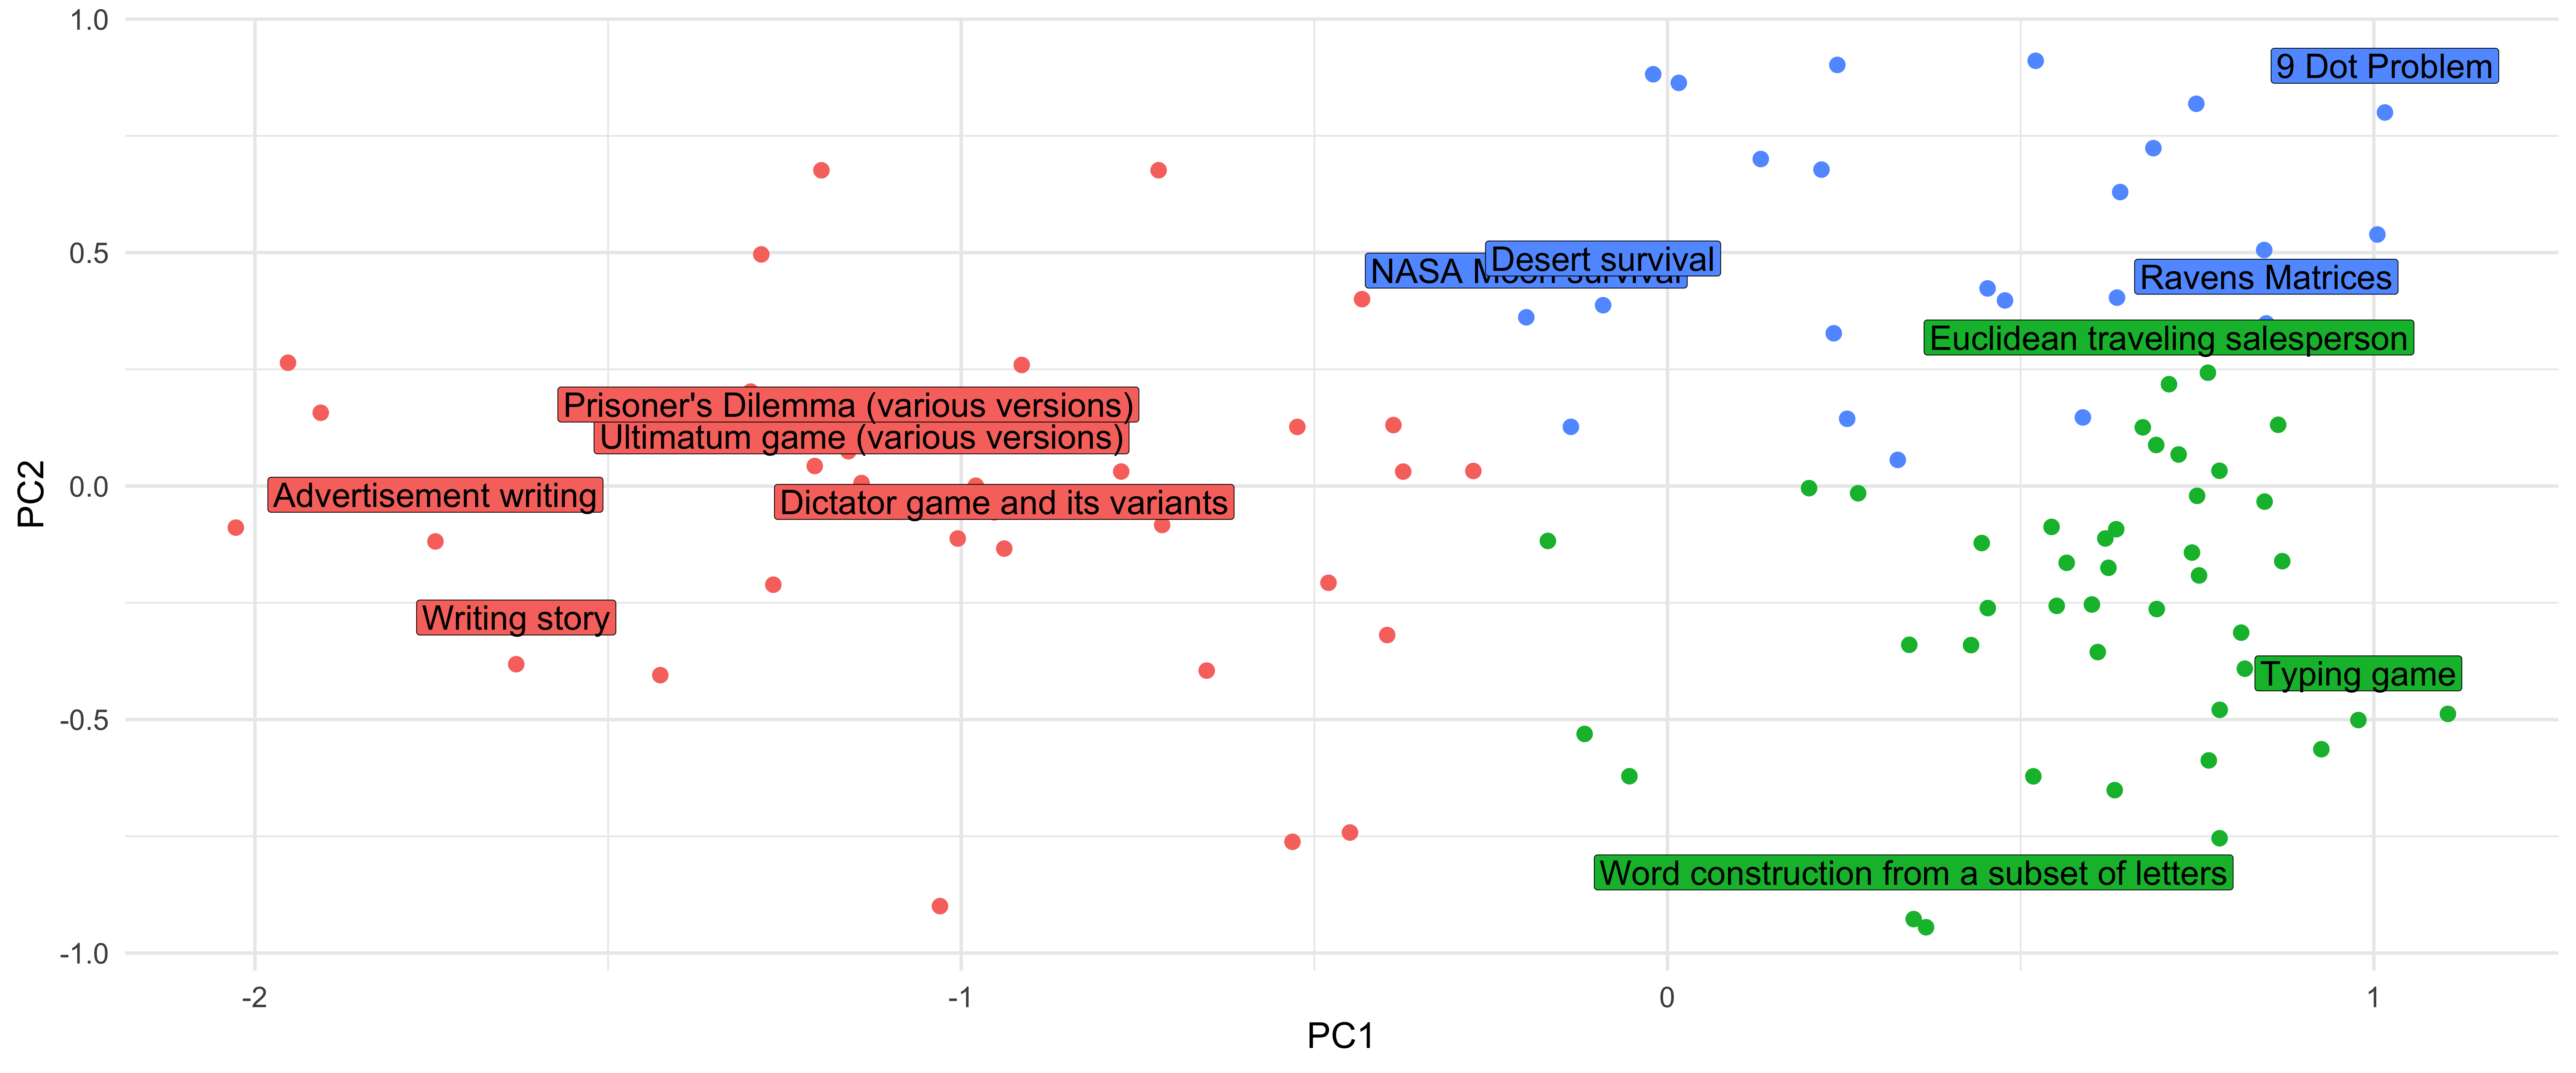 1.0
9 Dot Problem
0.5
Desert survival
NASA Moon survival
Ravens Matrices
Euclidean traveling salesperson
Prisoner's Dilemma (various versions)
Ultimatum game (various versions)
0.0
Advertisement writing
Dictator game and its variants
PC2
Writing story
Typing game
-0.5
Word construction from a subset of letters
-1.0
-2
-1
0
1
PC1